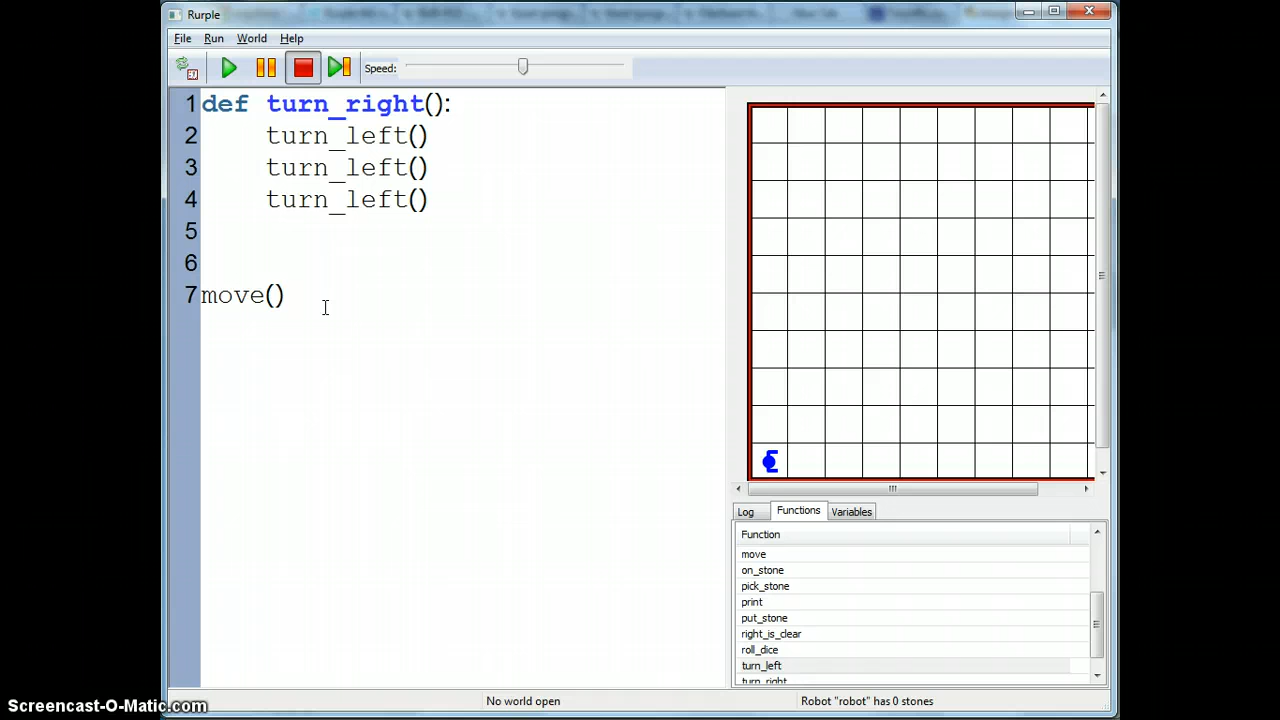 Rurple
File Run World Help
Speed:
1 def turn_right():
2 turn_left()
3 turn_left()
4 turn_left()
5
6
7 move()
Log Functions Variables
Function
move
on_stone
pick_stone
print
put_stone
right_is_clear
roll_dice
turn_left
turn_right
No world open
Robot "robot" has 0 stones
Screencast-O-Matic.com